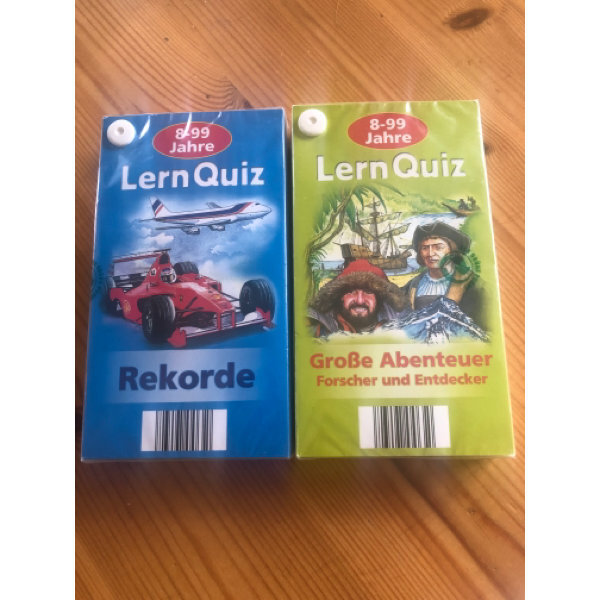 8-99
Jahre
LernQuiz
Rekorde
8-99
Jahre
LernQuiz
Große Abenteuer
Forscher und Entdecker